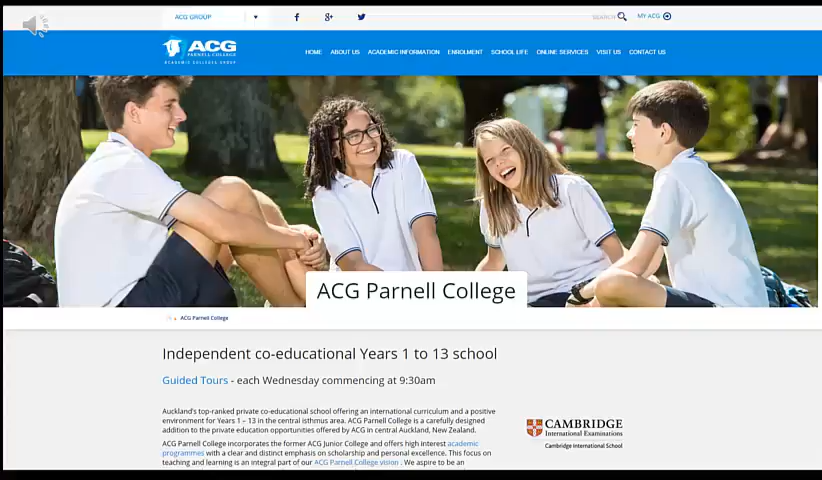 ACG GROUP
SEARCH
MY ACG
ACG
PARNELL COLLEGE
ACADEMIC COLLEGES GROUP
HOME ABOUT US ACADEMIC INFORMATION ENROLMENT SCHOOL LIFE ONLINE SERVICES VISIT US CONTACT US
ACG Parnell College
ACG Parnell College
Independent co-educational Years 1 to 13 school
Guided Tours - each Wednesday commencing at 9:30am
Auckland's top-ranked private co-educational school offering an international curriculum and a positive
environment for Years 1 – 13 in the central isthmus area. ACG Parnell College is a carefully designed
addition to the private education opportunities offered by ACG in central Auckland, New Zealand.
ACG Parnell College incorporates the former ACG Junior College and offers high interest academic
programmes with a clear and distinct emphasis on scholarship and personal excellence. This focus on
teaching and learning is an integral part of our ACG Parnell College vision . We aspire to be an
CAMBRIDGE
International Examinations
Cambridge International School